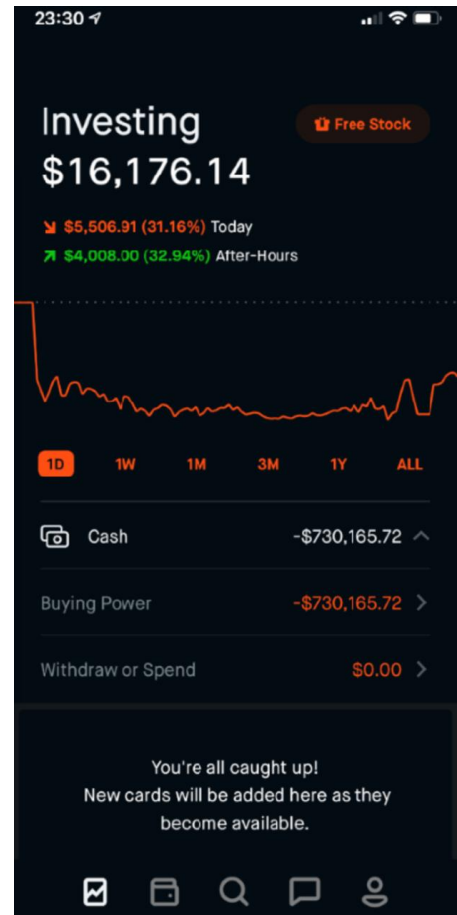 23:30
Investing
Free Stock
$16,176.14
$5,506.91 (31.16%) Today
$4,008.00 (32.94%) After-Hours
1D 1W 1M 3M 1Y ALL
Cash -$730,165.72
Buying Power -$730,165.72
Withdraw or Spend $0.00
You're all caught up!
New cards will be added here as they
become available.